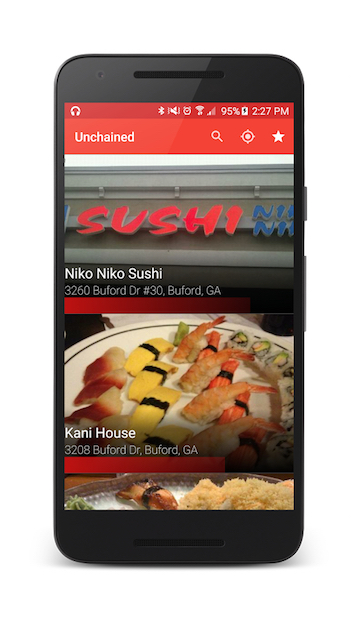 95% 2:27 PM
Unchained
SUSHI
Niko Niko Sushi
3260 Buford Dr #30, Buford, GA
Kani House
3208 Buford Dr, Buford, GA